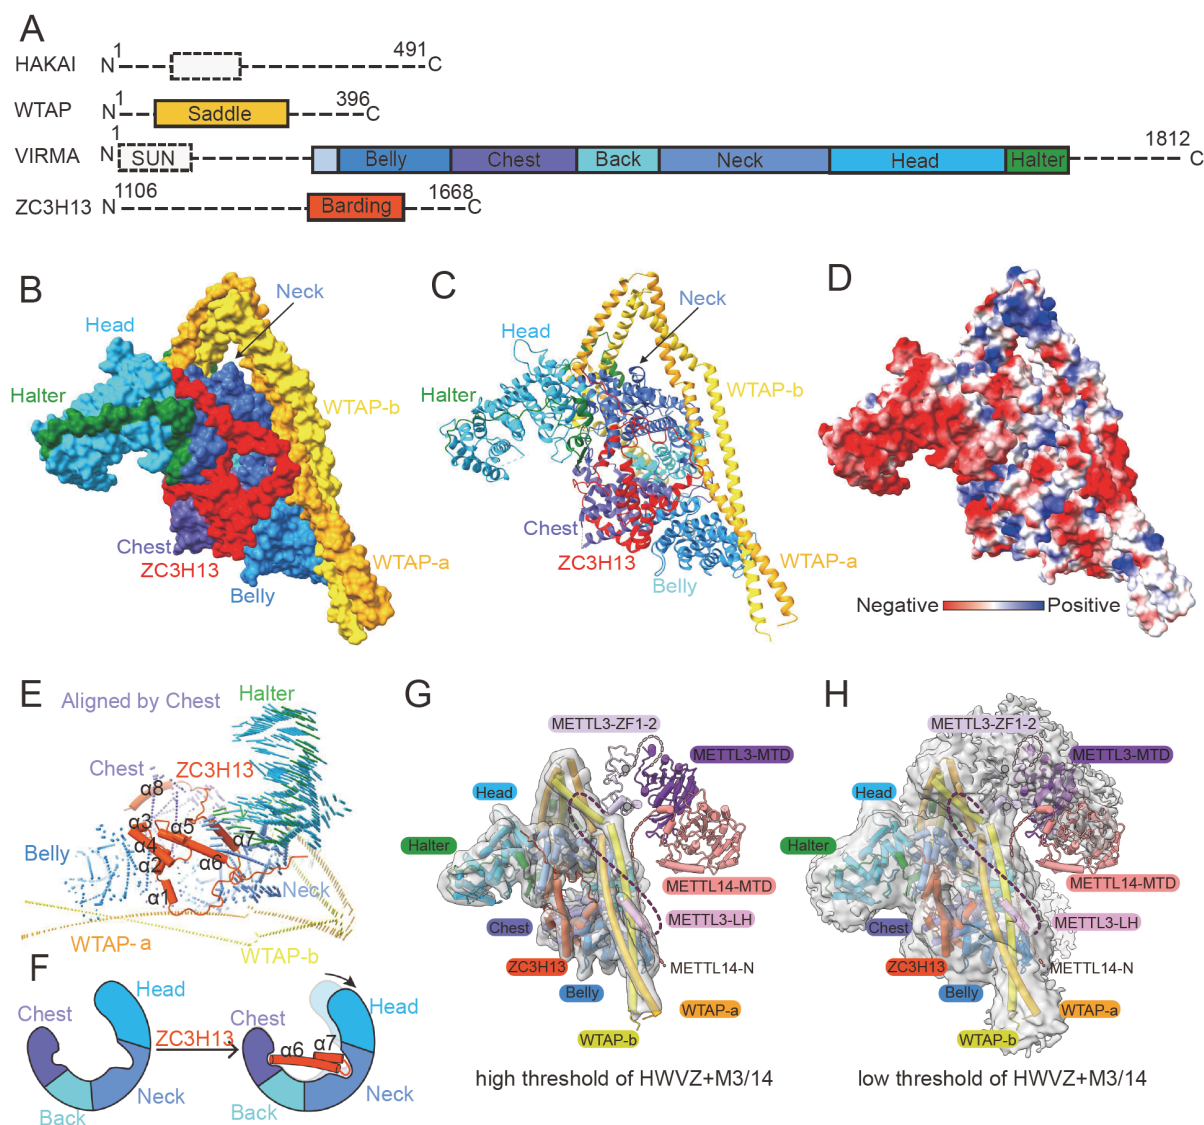 A
HAKAI N 1 491 C
WTAP N 1 Saddle 396 C
VIRMA N 1 SUN Belly Chest Back Neck Head Halter 1812 C
ZC3H13 N 1106 Barding 1668 C
B
Neck
Head
Halter
WTAP-b
Chest
ZC3H13
WTAP-a
Belly
C
Neck
Head
Halter
WTAP-b
Chest
ZC3H13
WTAP-a
Belly
D
Negative Positive
E
Aligned by Chest
Halter
Chest
ZC3H13
α8
α3
α5
α4
α7
Belly
α2
α6
α1
Neck
WTAP-a
WTAP-b
F
Head
Chest
ZC3H13
Back
Neck
Chest
Head
α6
α7
Back
Neck
G
METTL3-ZF1-2
METTL3-MTD
Head
Halter
METTL14-MTD
Chest
METTL3-LH
ZC3H13
METTL14-N
Belly
WTAP-a
WTAP-b
high threshold of HWVZ+M3/14
H
METTL3-ZF1-2
METTL3-MTD
Head
Halter
METTL14-MTD
Chest
METTL3-LH
ZC3H13
METTL14-N
Belly
WTAP-a
WTAP-b
low threshold of HWVZ+M3/14